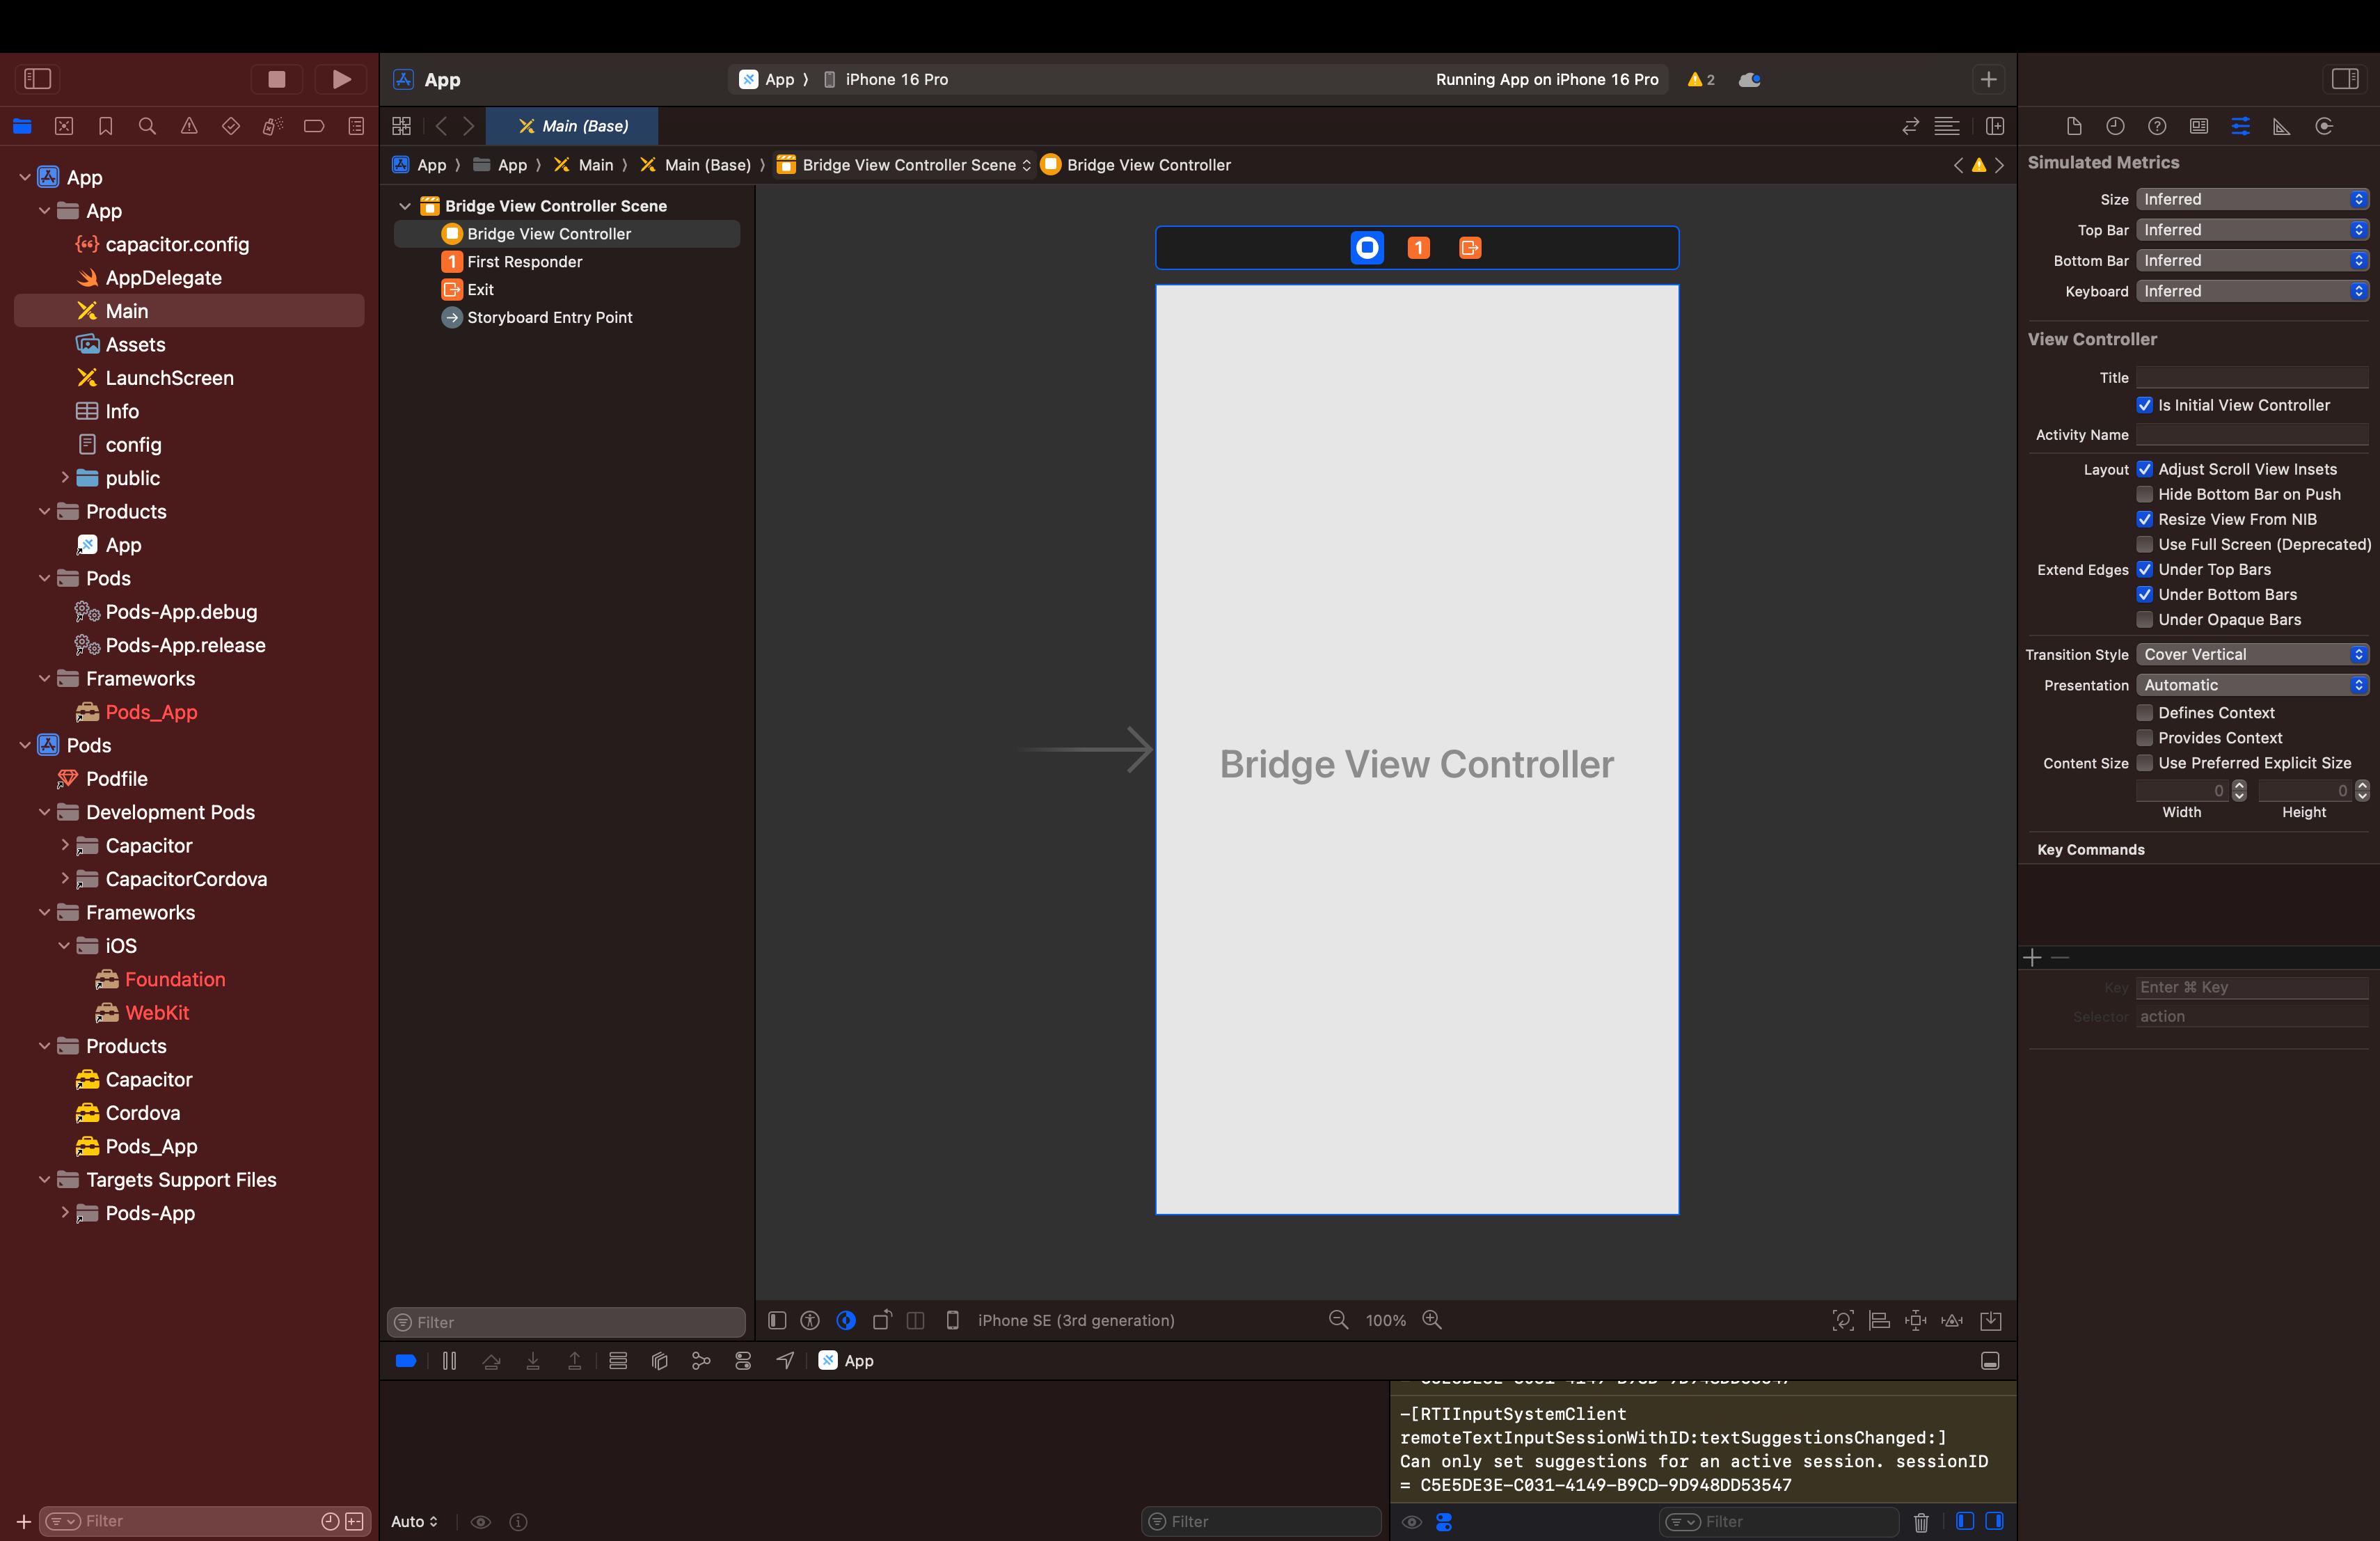 App
App
iPhone 16 Pro
Running App on iPhone 16 Pro
2
Main (Base)
App
App
Main
Main (Base)
Bridge View Controller Scene
Bridge View Controller
App
App
capacitor.config
AppDelegate
Main
Assets
LaunchScreen
Info
config
public
Products
App
Pods
Pods-App.debug
Pods-App.release
Frameworks
Pods_App
Pods
Podfile
Development Pods
Capacitor
CapacitorCordova
Frameworks
iOS
Foundation
WebKit
Products
Capacitor
Cordova
Pods_App
Targets Support Files
Pods-App
Filter
Bridge View Controller Scene
Bridge View Controller
1 First Responder
Exit
Storyboard Entry Point
Filter
1
Bridge View Controller
iPhone SE (3rd generation)
100%
App
Auto
Filter
-[RTIInputSystemClient
remoteTextInputSessionWithID:textSuggestionsChanged:]
Can only set suggestions for an active session. sessionID
= C5E5DE3E-C031-4149-B9CD-9D948DD53547
Filter
Simulated Metrics
Size Inferred
Top Bar Inferred
Bottom Bar Inferred
Keyboard Inferred
View Controller
Title
Is Initial View Controller
Activity Name
Layout Adjust Scroll View Insets
Hide Bottom Bar on Push
Resize View From NIB
Use Full Screen (Deprecated)
Extend Edges Under Top Bars
Under Bottom Bars
Under Opaque Bars
Transition Style Cover Vertical
Presentation Automatic
Defines Context
Provides Context
Content Size Use Preferred Explicit Size
0 0
Width Height
Key Commands
Key Enter ⌘ Key
Selector action